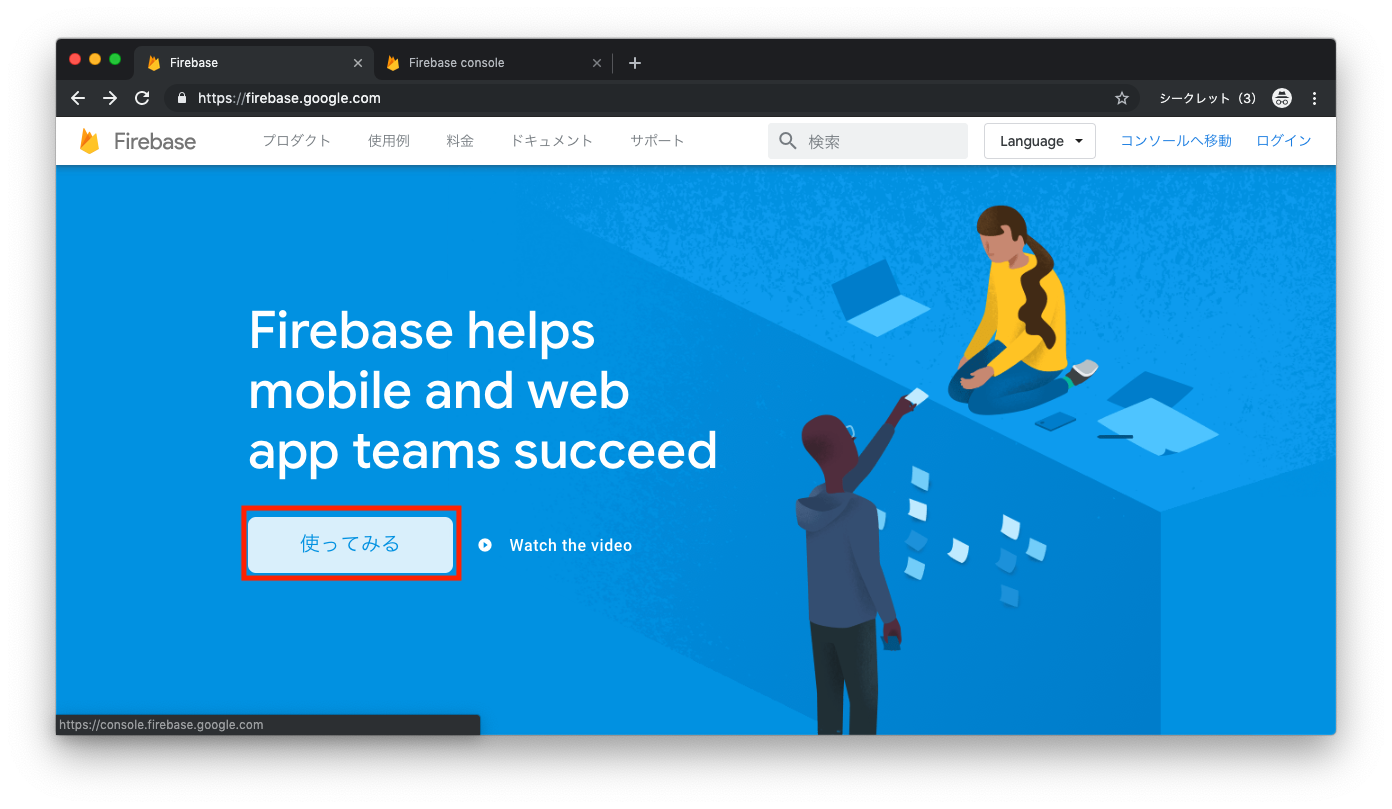 Firebase
Firebase console
https://firebase.google.com
シークレット（3）
Firebase
プロダクト
使用例
料金
ドキュメント
サポート
検索
Language
コンソールへ移動
ログイン
Firebase helps
mobile and web
app teams succeed
使ってみる
Watch the video
https://console.firebase.google.com